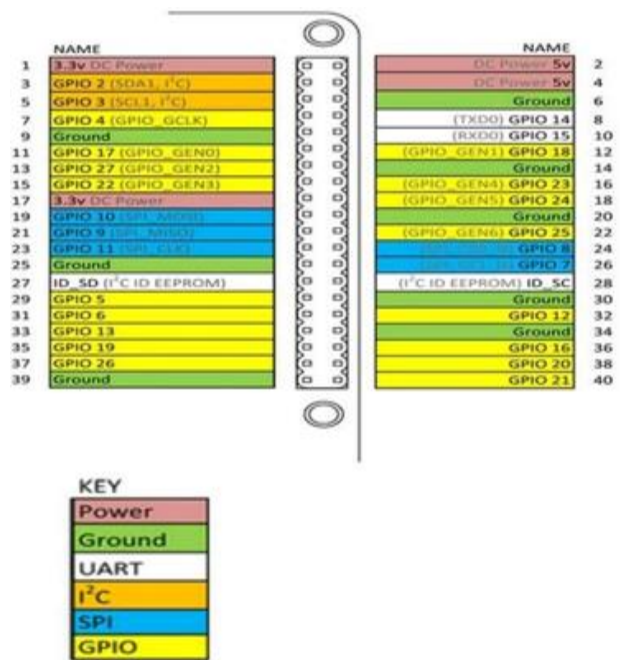 NAME
1 3.3v DC Power
3 GPIO 2 (SDA1, I²C)
5 GPIO 3 (SCL1, I²C)
7 GPIO 4 (GPIO_GCLK)
9 Ground
11 GPIO 17 (GPIO_GEN0)
13 GPIO 27 (GPIO_GEN2)
15 GPIO 22 (GPIO_GEN3)
17 3.3v DC Power
19 GPIO 10 (SPI_MOSI)
21 GPIO 9 (SPI_MISO)
23 GPIO 11 (SPI_CLK)
25 Ground
27 ID_SD (I²C ID EEPROM)
29 GPIO 5
31 GPIO 6
33 GPIO 13
35 GPIO 19
37 GPIO 26
39 Ground
NAME
DC Power 5v 2
DC Power 5v 4
Ground 6
(TXD0) GPIO 14 8
(RXD0) GPIO 15 10
(GPIO_GEN1) GPIO 18 12
Ground 14
(GPIO_GEN4) GPIO 23 16
(GPIO_GEN5) GPIO 24 18
Ground 20
(GPIO_GEN6) GPIO 25 22
GPIO 8 24
GPIO 7 26
(I²C ID EEPROM) ID_SC 28
Ground 30
GPIO 12 32
Ground 34
GPIO 16 36
GPIO 20 38
GPIO 21 40
KEY
Power
Ground
UART
I²C
SPI
GPIO